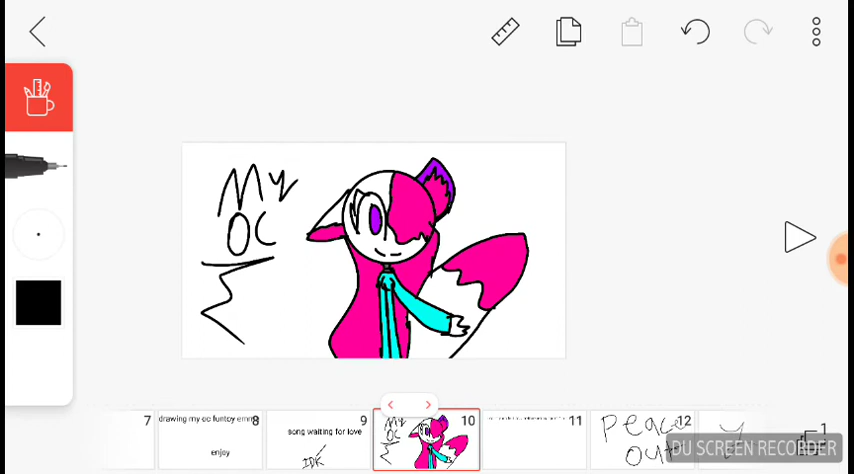 My
OC
7
drawing my oc funtoy emm 8
enjoy
9
song waiting for love
IDK
My 10
OC
11
Peace 12
out
1
DU SCREEN RECORDER